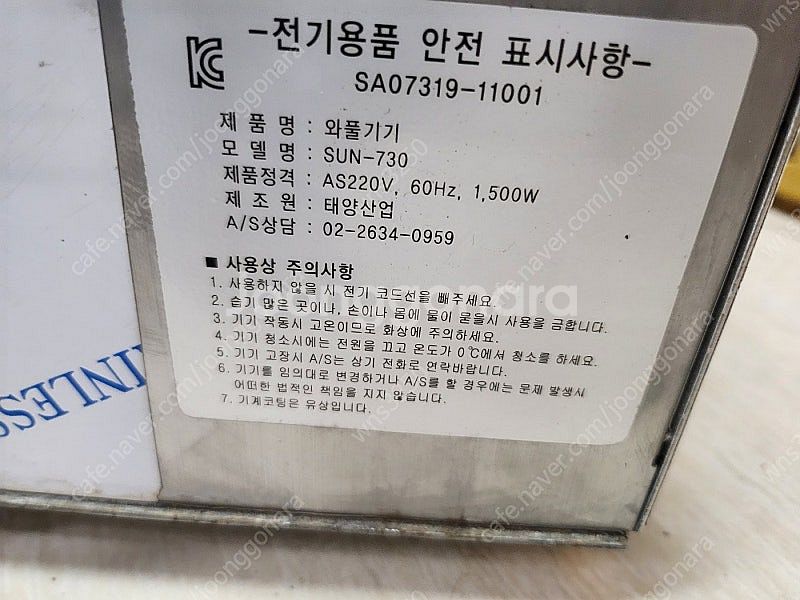 -전기용품 안전 표시사항-
SA07319-11001
제 품 명 : 와풀기기
모 델 명 : SUN-730
제품정격 : AS220V, 60Hz, 1,500W
제 조 원 : 태양산업
A/S상담 : 02-2634-0959
■ 사용상 주의사항
1. 사용하지 않을 시 전기 코드선을 빼주세요.
2. 습기 많은 곳이나, 손이나 몸에 물이 묻을시 사용을 금합니다.
3. 기기 작동시 고온이므로 화상에 주의하세요.
4. 기기 청소시에는 전원을 끄고 온도가 0℃에서 청소를 하세요.
5. 기기 고장시 A/S는 상기 전화로 연락바랍니다.
6. 기기를 임의대로 변경하거나 A/S를 할 경우에는 문제 발생시
어떠한 법적인 책임을 지지 않습니다.
7. 기계코팅은 유상입니다.
INLESS
joonggonara
cafe.naver.com/joonggonara